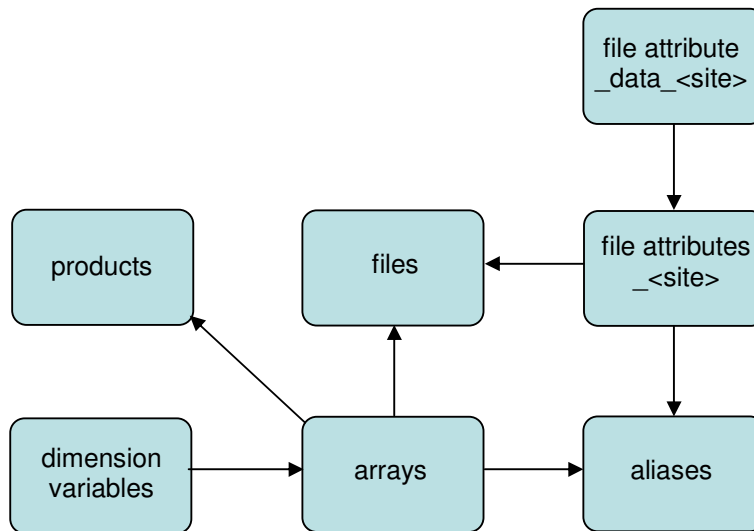 file attribute
_data_<site>
products
files
file attributes
_<site>
dimension
variables
arrays
aliases